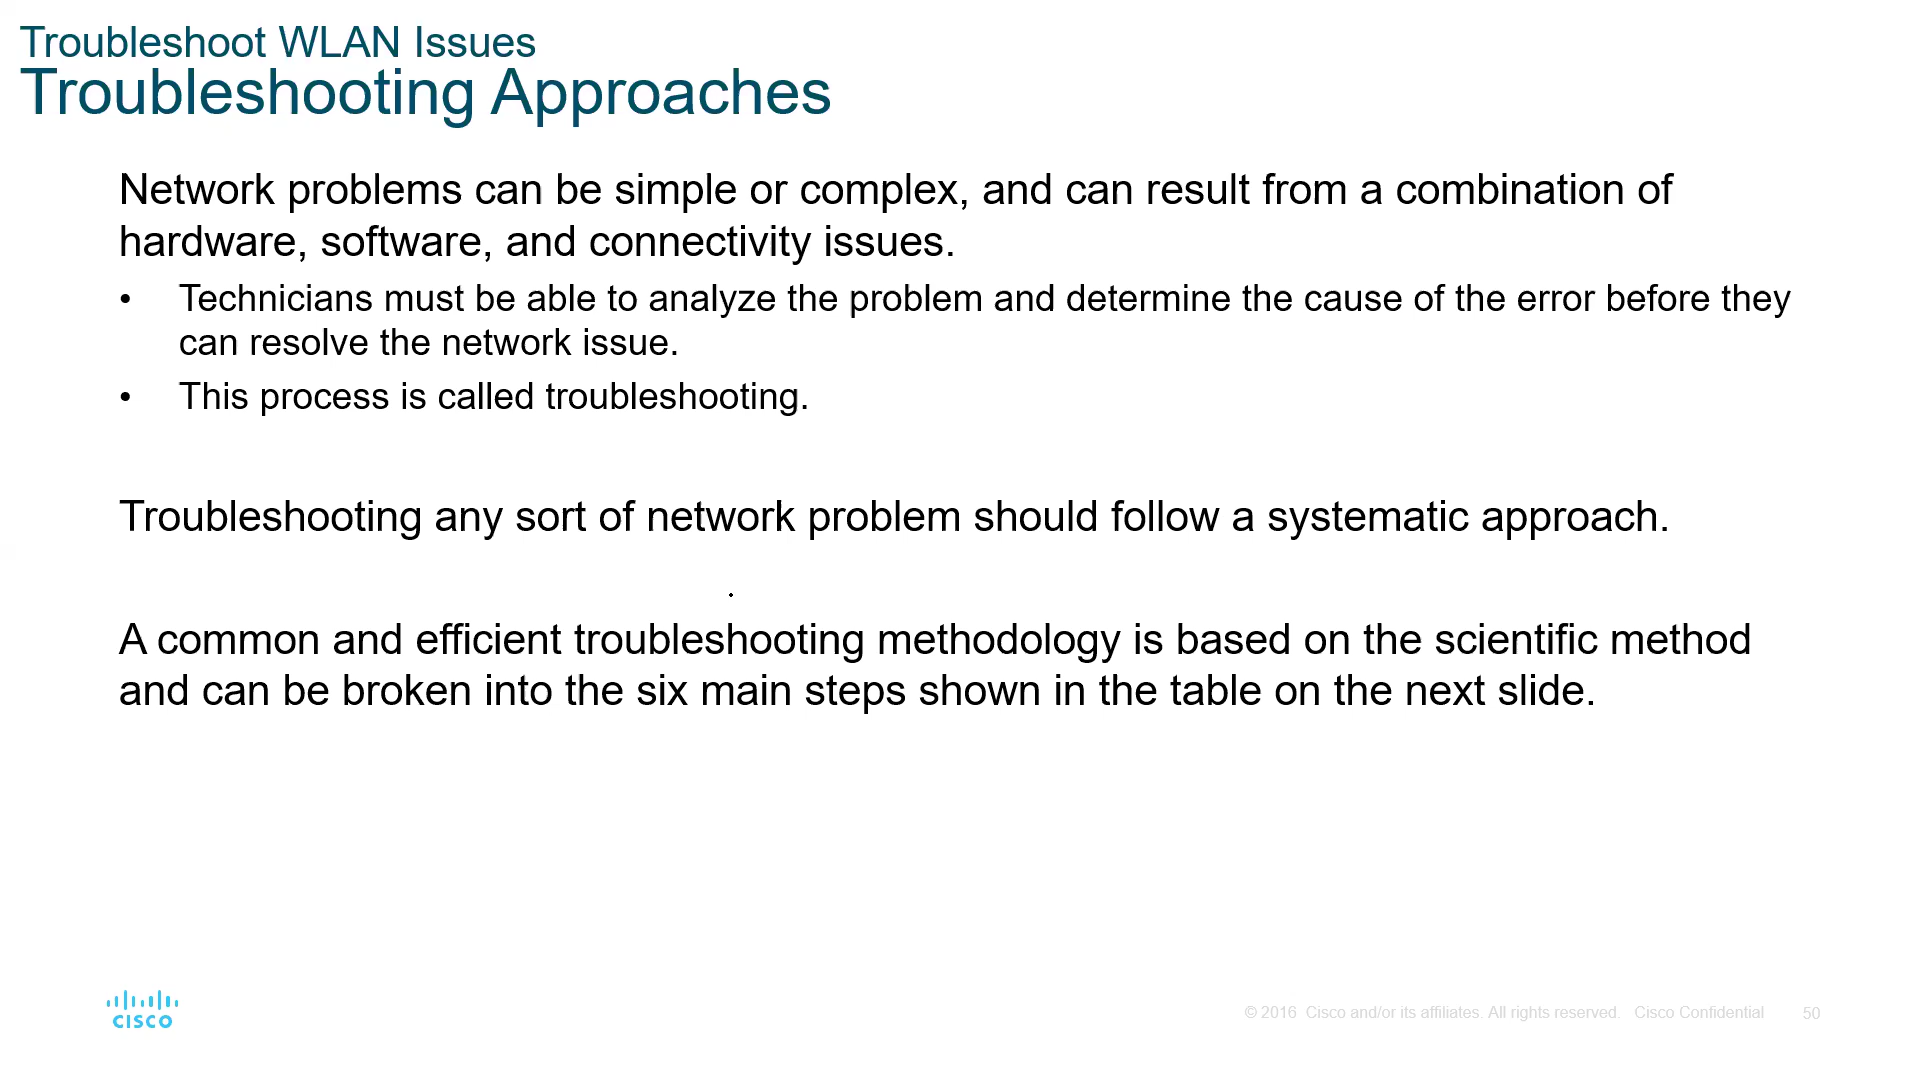 Troubleshoot WLAN Issues
Troubleshooting Approaches
Network problems can be simple or complex, and can result from a combination of
hardware, software, and connectivity issues.
• Technicians must be able to analyze the problem and determine the cause of the error before they
can resolve the network issue.
• This process is called troubleshooting.
Troubleshooting any sort of network problem should follow a systematic approach.
A common and efficient troubleshooting methodology is based on the scientific method
and can be broken into the six main steps shown in the table on the next slide.
CISCO
© 2016 Cisco and/or its affiliates. All rights reserved. Cisco Confidential 50